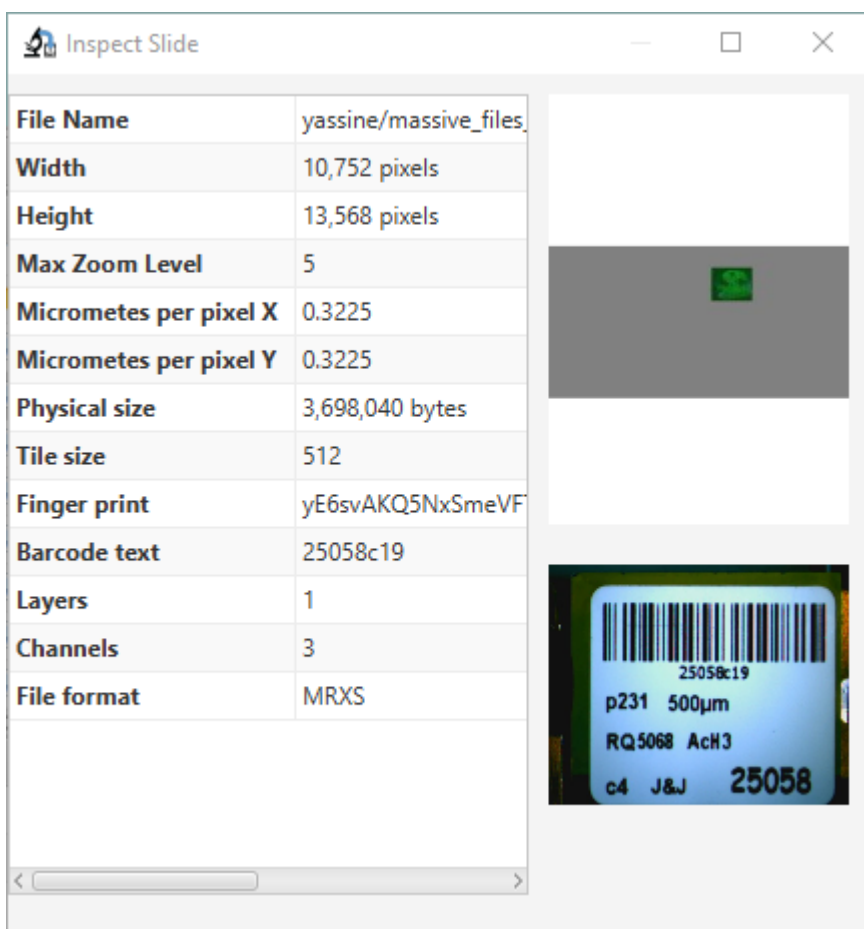 Inspect Slide
File Name yassine/massive_files_
Width 10,752 pixels
Height 13,568 pixels
Max Zoom Level 5
Micrometes per pixel X 0.3225
Micrometes per pixel Y 0.3225
Physical size 3,698,040 bytes
Tile size 512
Finger print yE6svAKQ5NxSmeVF
Barcode text 25058c19
Layers 1
Channels 3
File format MRXS
25058c19
p231 500µm
RQ5068 AcH3
c4 J&J 25058